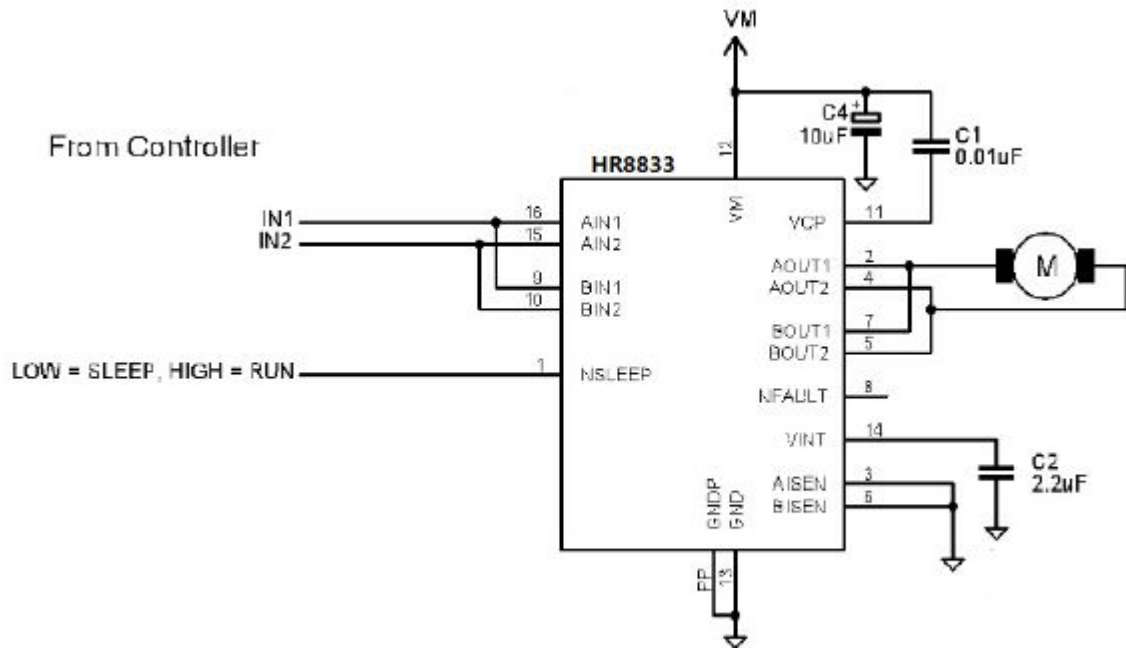 VM
From Controller
C4
10uF
+
C1
0.01uF
HR8833
12
VM
IN1
16
AIN1
VCP
11
IN2
15
AIN2
AOUT1
2
M
9
BIN1
AOUT2
4
10
BIN2
BOUT1
7
BOUT2
5
LOW = SLEEP, HIGH = RUN
1
NSLEEP
NFAULT
8
VINT
14
C2
2.2uF
AISEN
3
BISEN
6
GNDP
GND
PP
13